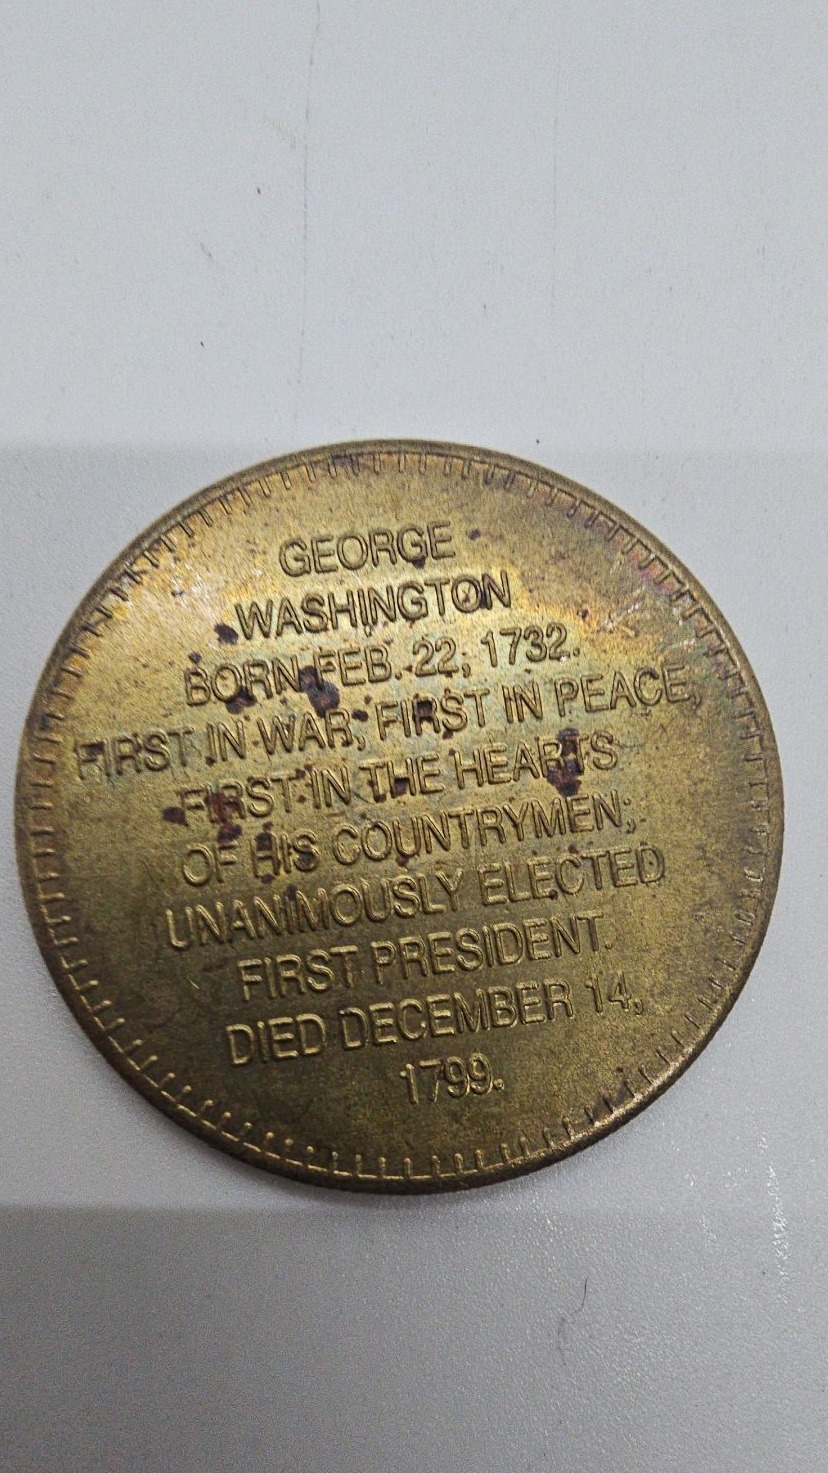 GEORGE
WASHINGTON
BORN FEB. 22, 1732.
FIRST IN WAR, FIRST IN PEACE,
FIRST IN THE HEARTS
OF HIS COUNTRYMEN;
UNANIMOUSLY ELECTED
FIRST PRESIDENT.
DIED DECEMBER 14,
1799.